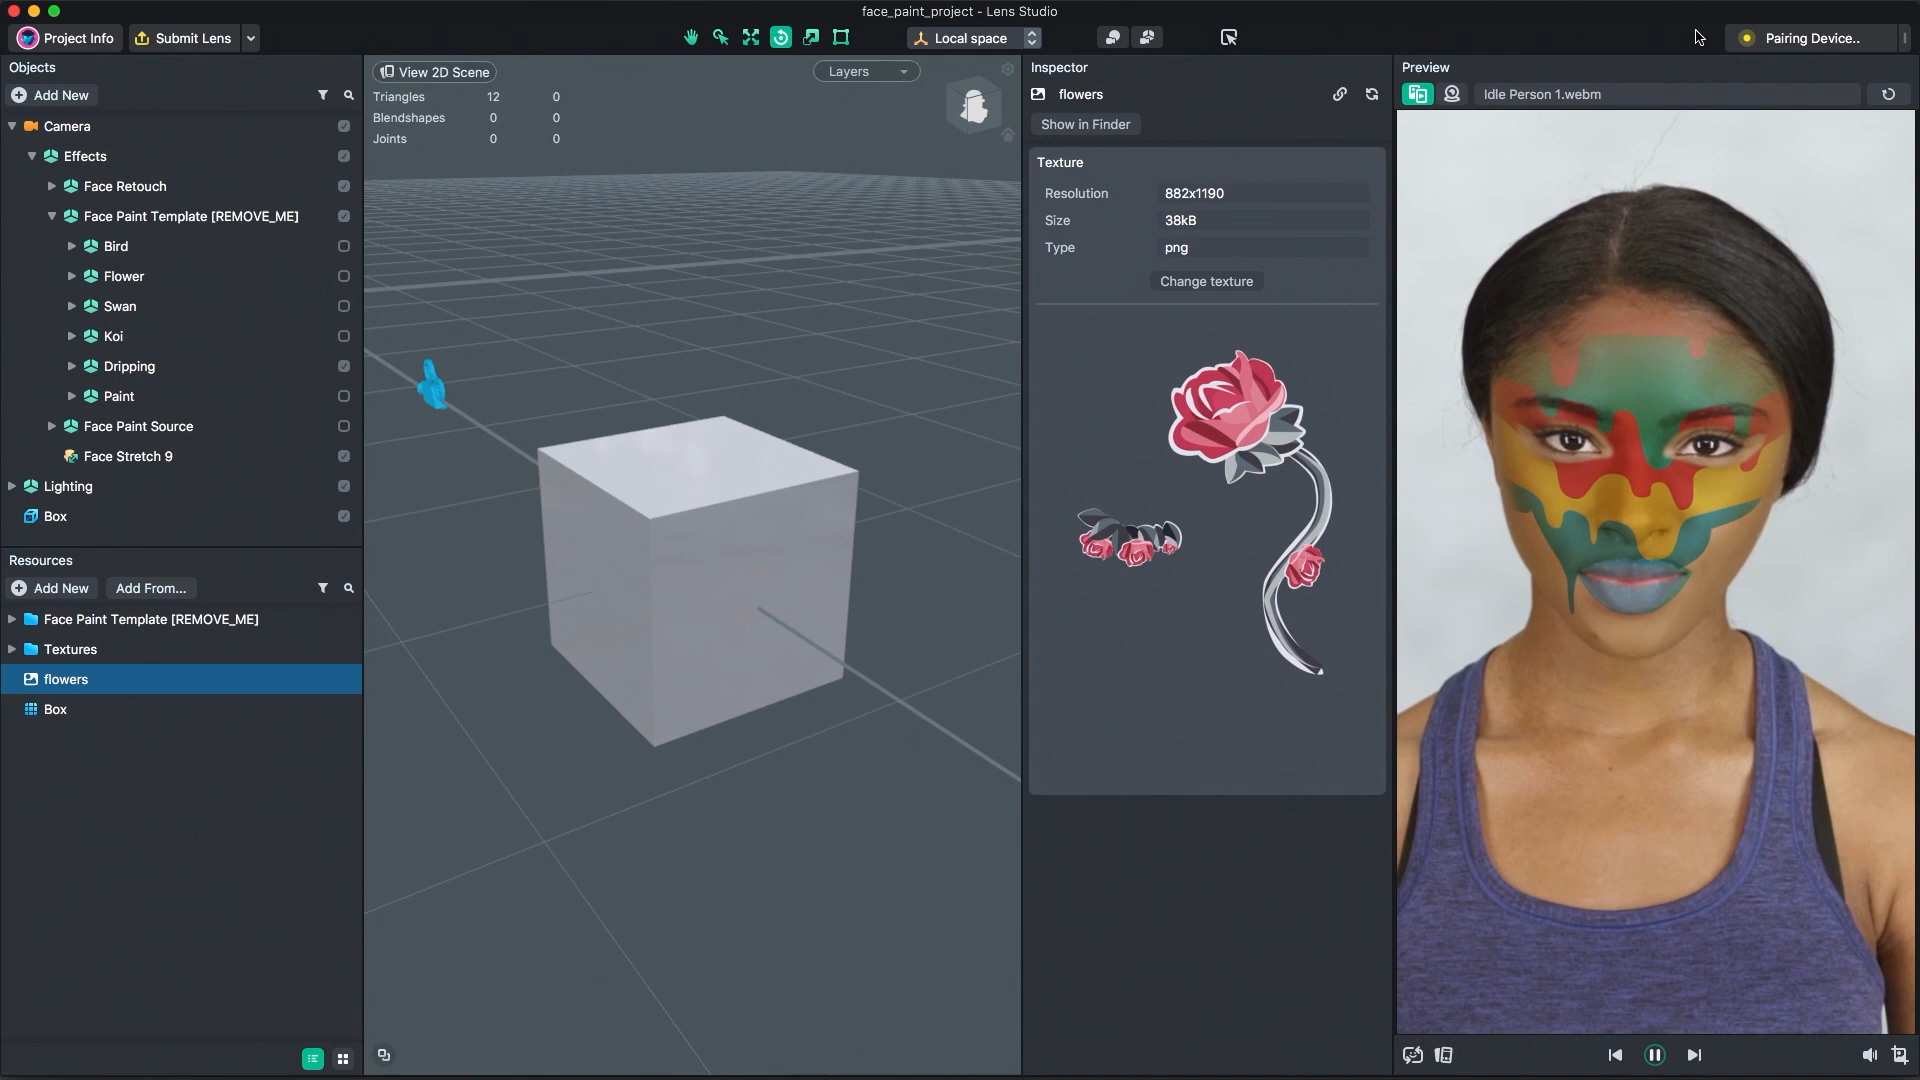 face_paint_project - Lens Studio
Project Info
Submit Lens
Local space
Pairing Device..
Objects
Add New
Camera
Effects
Face Retouch
Face Paint Template [REMOVE_ME]
Bird
Flower
Swan
Koi
Dripping
Paint
Face Paint Source
Face Stretch 9
Lighting
Box
Resources
Add New
Add From...
Face Paint Template [REMOVE_ME]
Textures
flowers
Box
View 2D Scene
Layers
Triangles 12 0
Blendshapes 0 0
Joints 0 0
Inspector
flowers
Show in Finder
Texture
Resolution 882x1190
Size 38kB
Type png
Change texture
Preview
Idle Person 1.webm